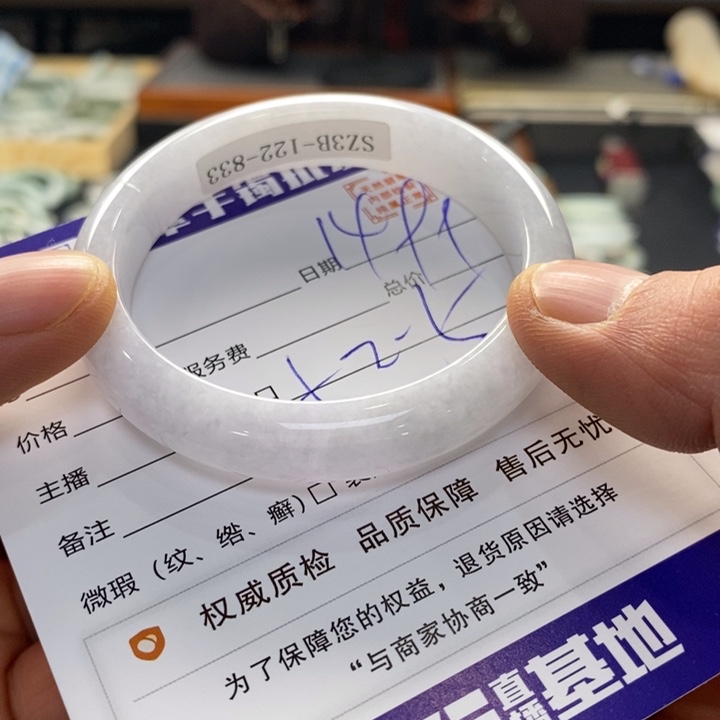 SZ3B-122-833
日期
总价
服务费
价格
主播
备注
微瑕（纹、绺、癣）□
权威质检 品质保障 售后无忧
为了保障您的权益，退货原因请选择
“与商家协商一致”
直播基地